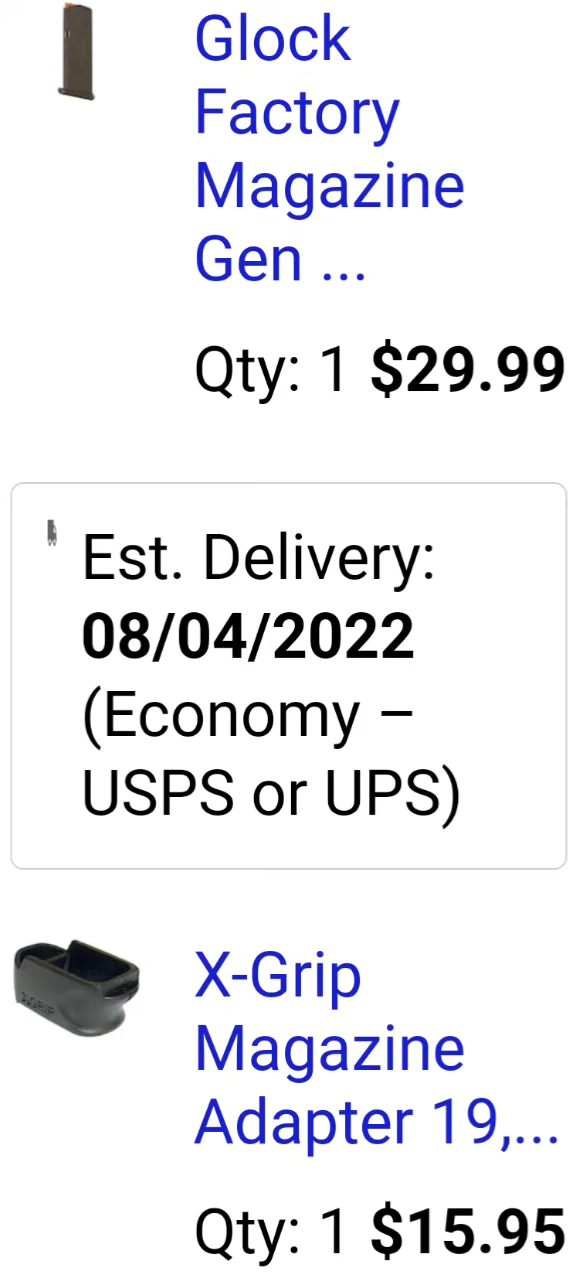 Glock
Factory
Magazine
Gen ...
Qty: 1 $29.99
Est. Delivery:
08/04/2022
(Economy –
USPS or UPS)
X-GRIP
X-Grip
Magazine
Adapter 19,...
Qty: 1 $15.95